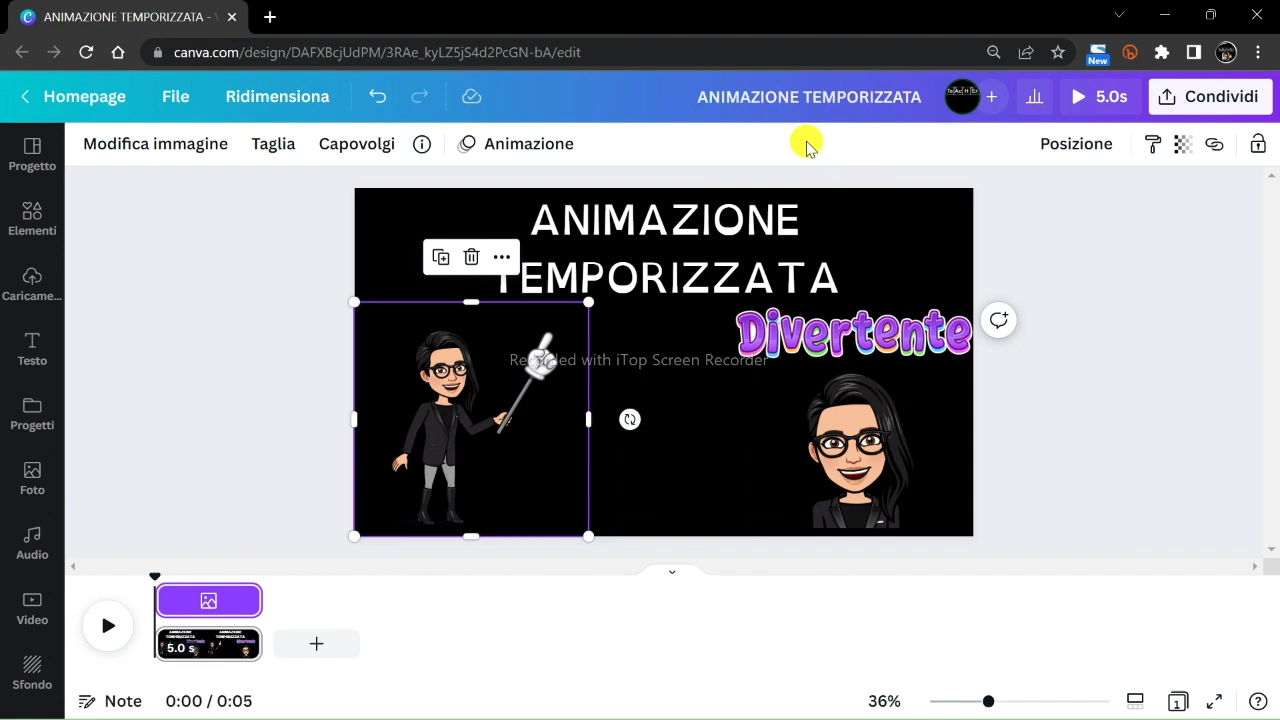 ANIMAZIONE TEMPORIZZATA -
canva.com/design/DAFXBcjUdPM/3RAe_kyLZ5jS4d2PcGN-bA/edit
New
Homepage File Ridimensiona ANIMAZIONE TEMPORIZZATA 5.0s Condividi
Modifica immagine Taglia Capovolgi Animazione Posizione
Progetto
Elementi
Caricame...
Testo
Progetti
Foto
Audio
Video
Sfondo
ANIMAZIONE
TEMPORIZZATA
Divertente
Recorded with iTop Screen Recorder
5.0 s
Note 0:00 / 0:05 36% 1